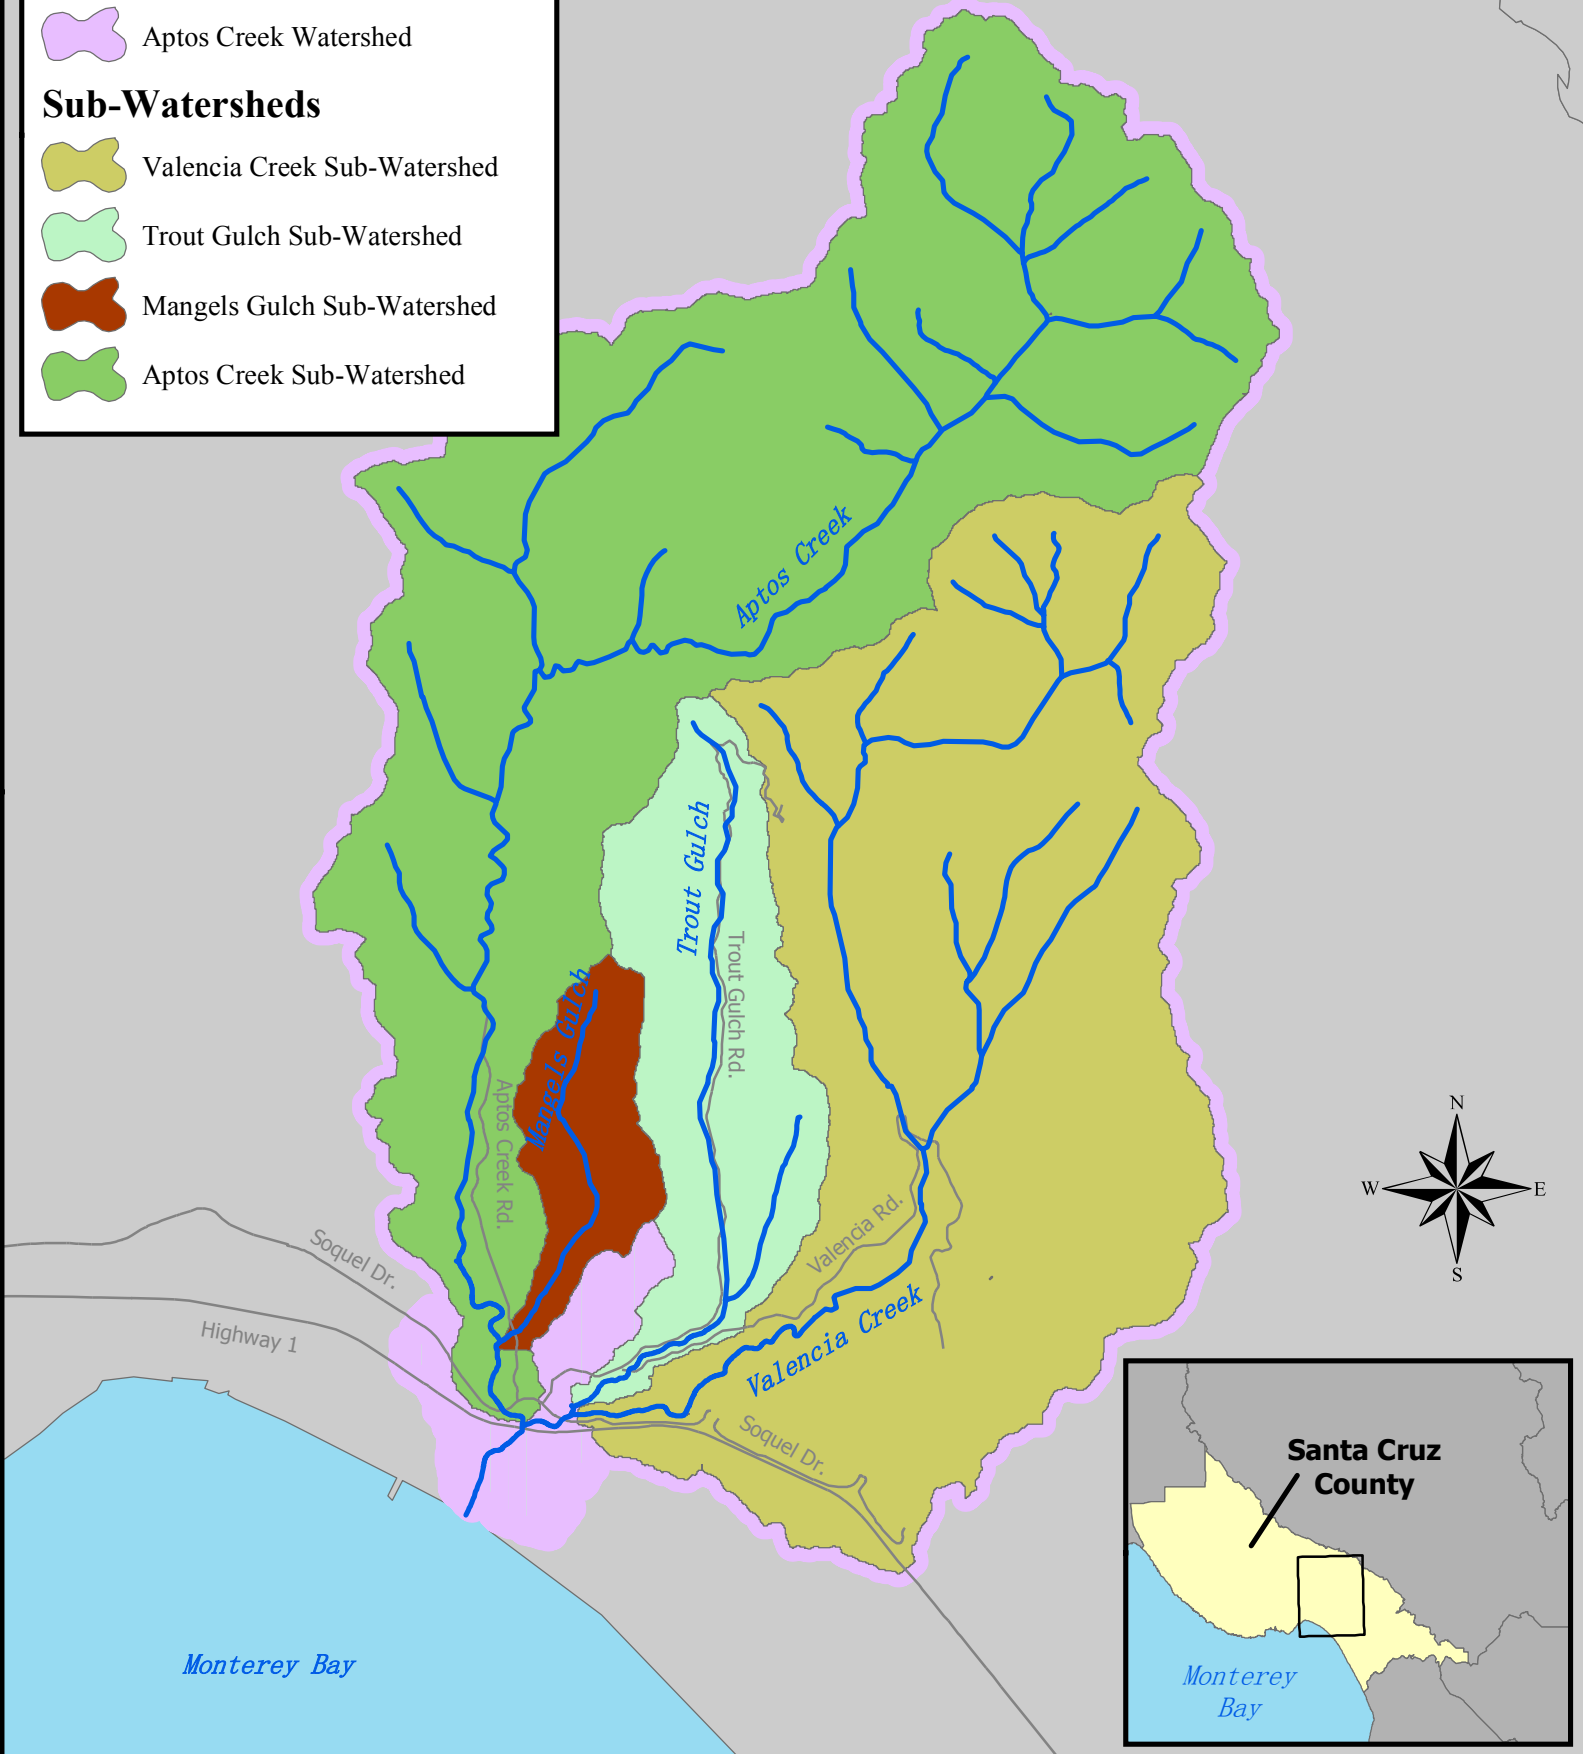 Aptos Creek Watershed
Sub-Watersheds
Valencia Creek Sub-Watershed
Trout Gulch Sub-Watershed
Mangels Gulch Sub-Watershed
Aptos Creek Sub-Watershed
Aptos Creek
Trout Gulch
Trout Gulch Rd.
Mangels Gulch
Aptos Creek Rd.
Valencia Rd.
Valencia Creek
Soquel Dr.
Highway 1
Soquel Dr.
Monterey Bay
N
W
E
S
Santa Cruz
County
Monterey
Bay